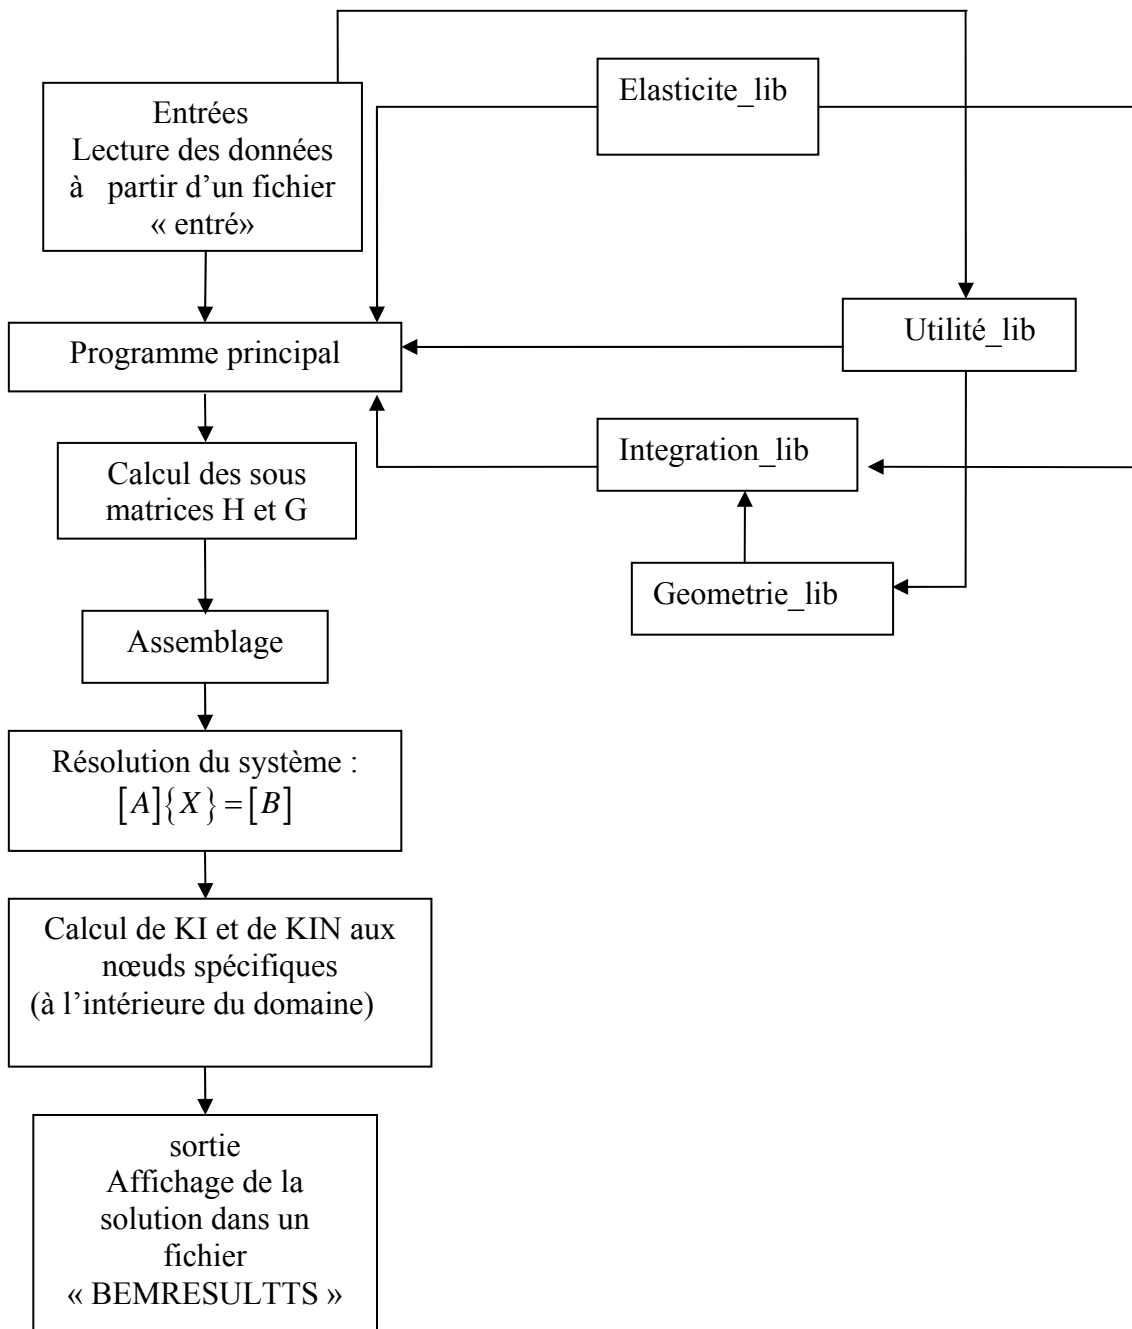 Entrées
Lecture des données
à partir d’un fichier
« entré»
Elasticite_lib
Programme principal
Utilité_lib
Integration_lib
Geometrie_lib
Calcul des sous
matrices H et G
Assemblage
Résolution du système :
[A]{X}=[B]
Calcul de KI et de KIN aux
nœuds spécifiques
(à l’intérieure du domaine)
sortie
Affichage de la
solution dans un
fichier
« BEMRESULTTS »